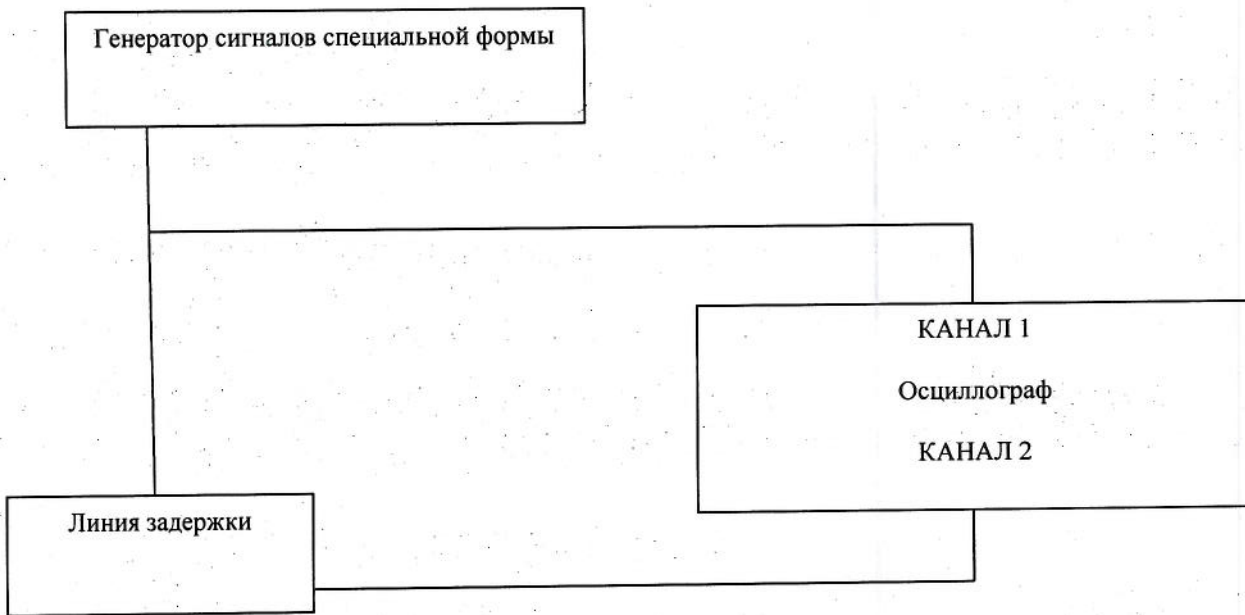 Генератор сигналов специальной формы
КАНАЛ 1
Осциллограф
КАНАЛ 2
Линия задержки